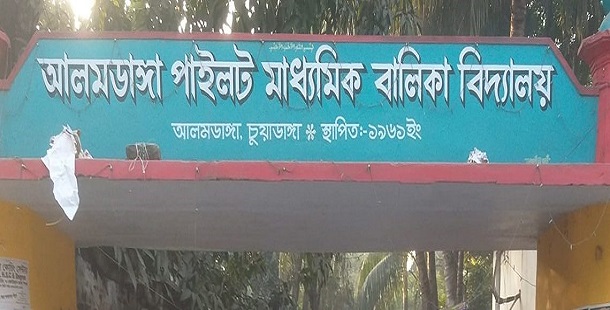 আলমডাঙ্গা পাইলট মাধ্যমিক বালিকা বিদ্যালয়
আলমডাঙ্গা, চুয়াডাঙ্গা ❋ স্থাপিত:-১৯৬১ইং